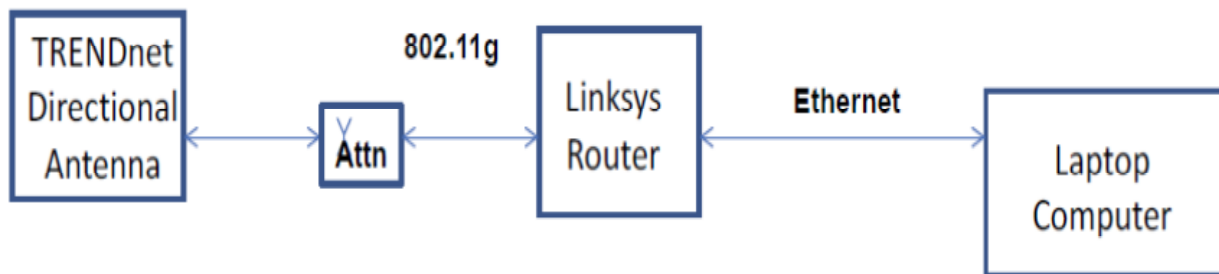 TRENDnet
Directional
Antenna
802.11g
Y
Attn
Linksys
Router
Ethernet
Laptop
Computer